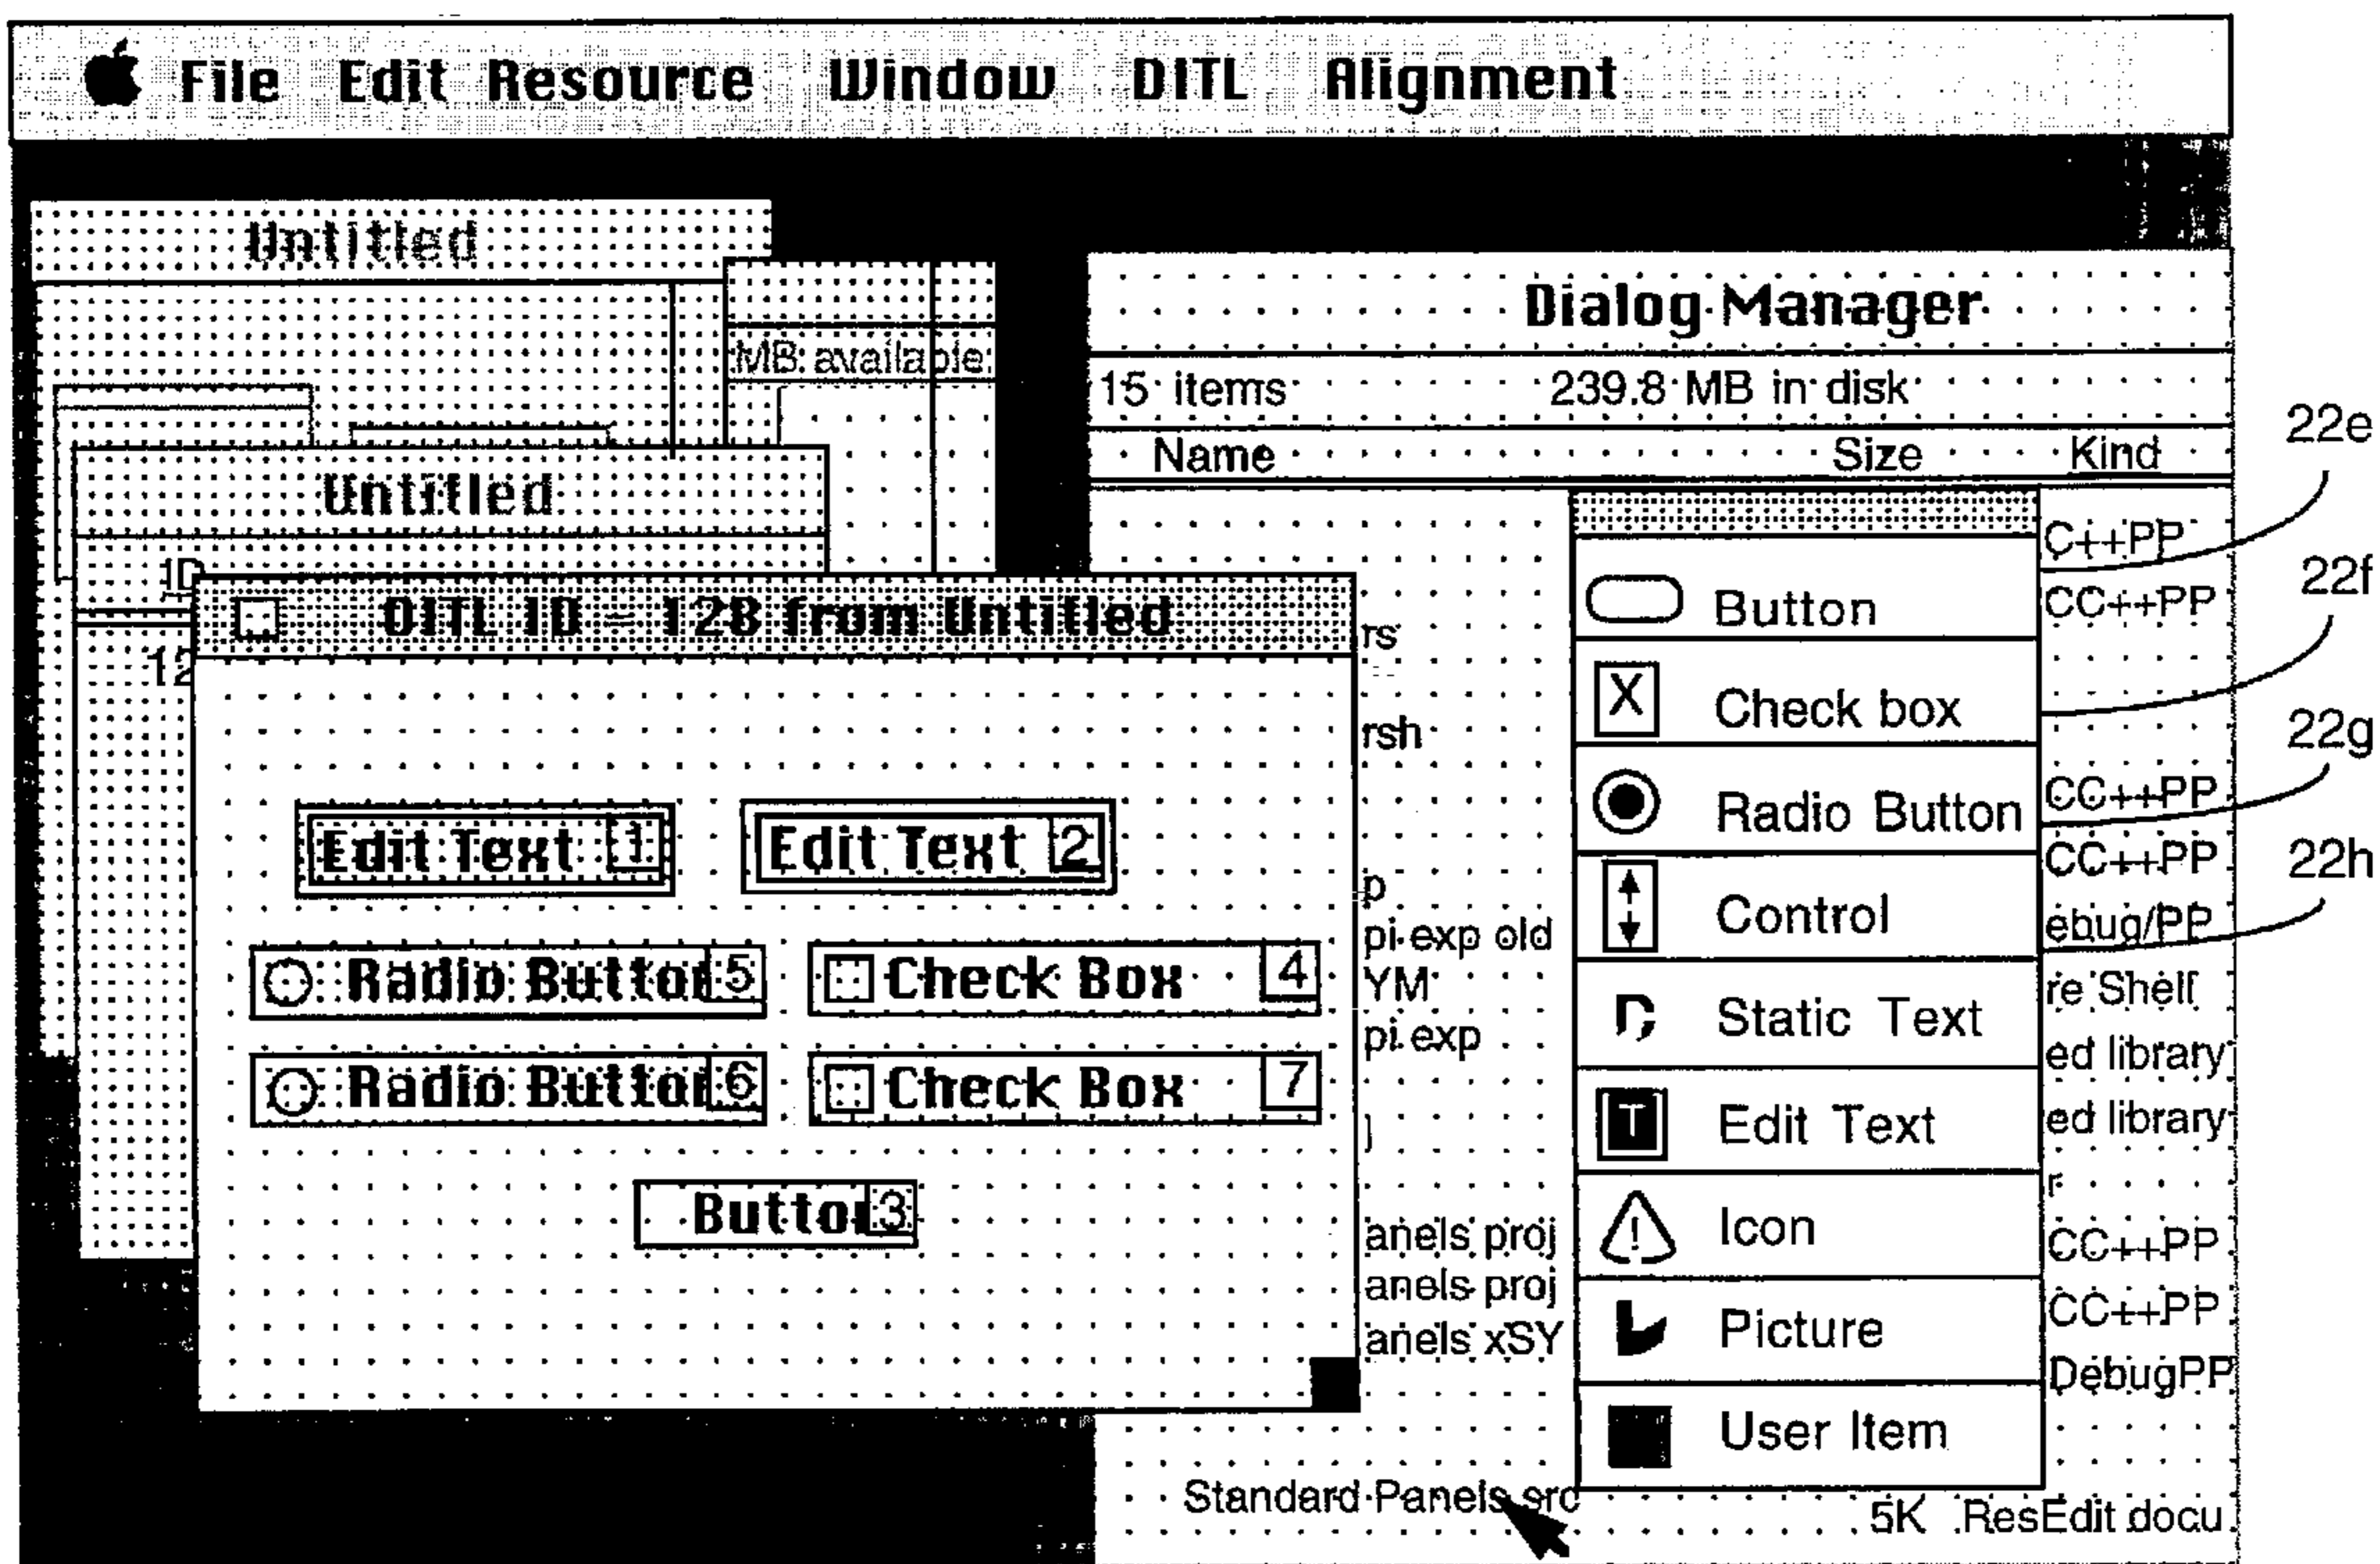 File Edit Resource Window DITL Alignment
Untitled
MB available
Dialog Manager
15 items 239.8 MB in disk
Name Size Kind
22e
22f
22g
22h
Untitled
ID
12
DITL ID = 128 from Untitled
Edit Text 1
Edit Text 2
Radio Button 5
Check Box 4
Radio Button 6
Check Box 7
Button 3
rs
rsh
p
pi.exp old
YM
pi.exp
anels proj
anels proj
anels xSY
Button
Check box
Radio Button
Control
Static Text
Edit Text
Icon
Picture
User Item
C++PP
CC++PP
CC++PP
CC++PP
ebug/PP
re Shell
ed library
ed library
r
CC++PP
CC++PP
DebugPP
Standard Panels src
5K ResEdit docu